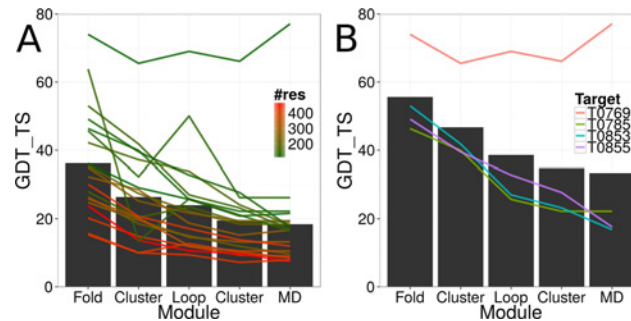 A
80
60
40
20
0
GDT_TS
#res
400
300
200
Fold Cluster Loop Cluster MD
Module
B
80
60
40
20
0
GDT_TS
Target
T0769
T0785
T0853
T0855
Fold Cluster Loop Cluster MD
Module